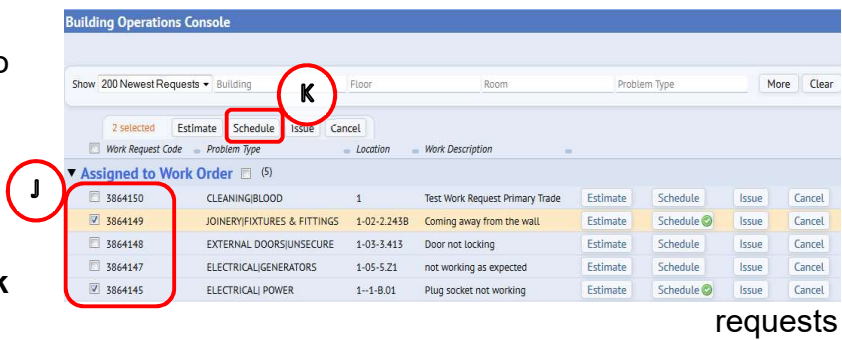 Building Operations Console
o
Show 200 Newest Requests Building Floor Room Problem Type More Clear
K
2 selected Estimate Schedule Issue Cancel
Work Request Code Problem Type Location Work Description
J
Assigned to Work Order (5)
3864150 CLEANING|BLOOD 1 Test Work Request Primary Trade Estimate Schedule Issue Cancel
3864149 JOINERY|FIXTURES & FITTINGS 1-02-2.243B Coming away from the wall Estimate Schedule Issue Cancel
3864148 EXTERNAL DOORS|UNSECURE 1-03-3.413 Door not locking Estimate Schedule Issue Cancel
3864147 ELECTRICAL|GENERATORS 1-05-5.Z1 not working as expected Estimate Schedule Issue Cancel
k
3864145 ELECTRICAL| POWER 1--1-B.01 Plug socket not working Estimate Schedule Issue Cancel
requests